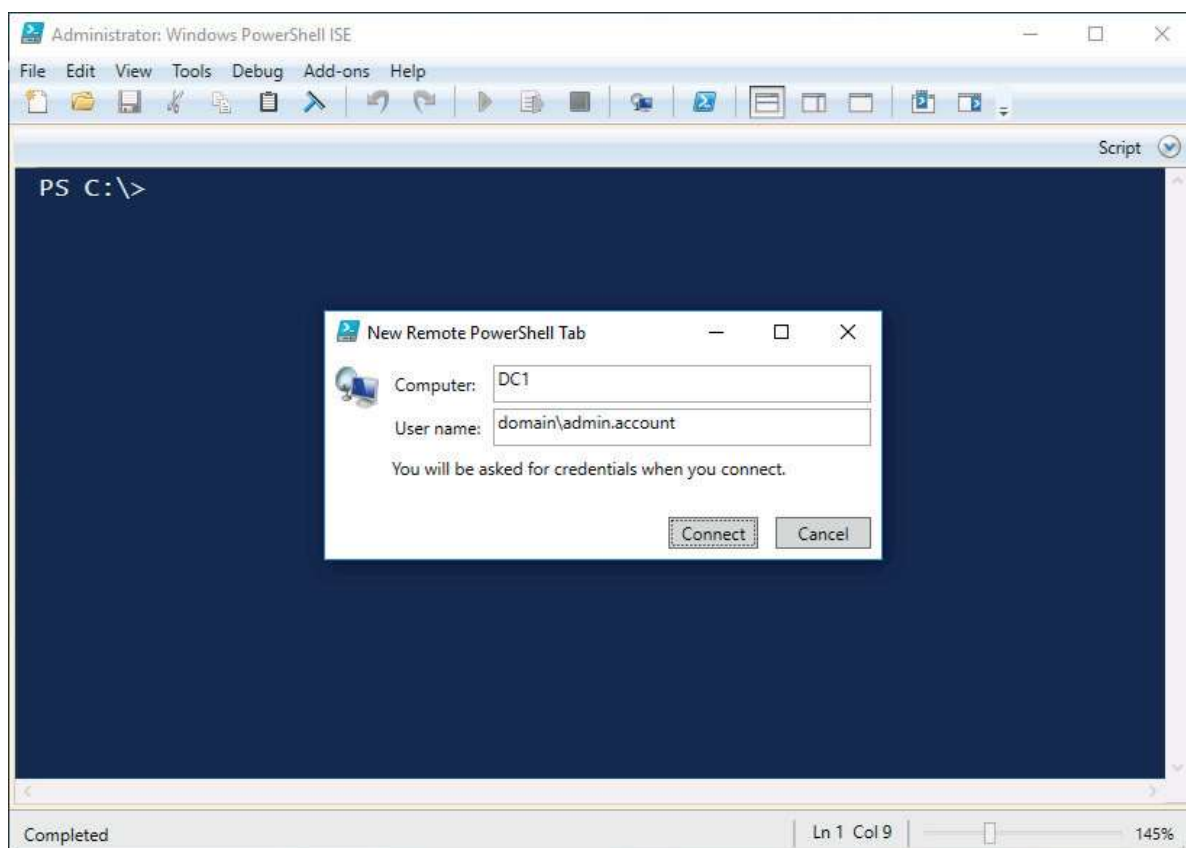 Administrator: Windows PowerShell ISE
File Edit View Tools Debug Add-ons Help
Script
PS C:\>
New Remote PowerShell Tab
Computer: DC1
User name: domain\admin.account
You will be asked for credentials when you connect.
Connect Cancel
Completed Ln 1 Col 9 145%